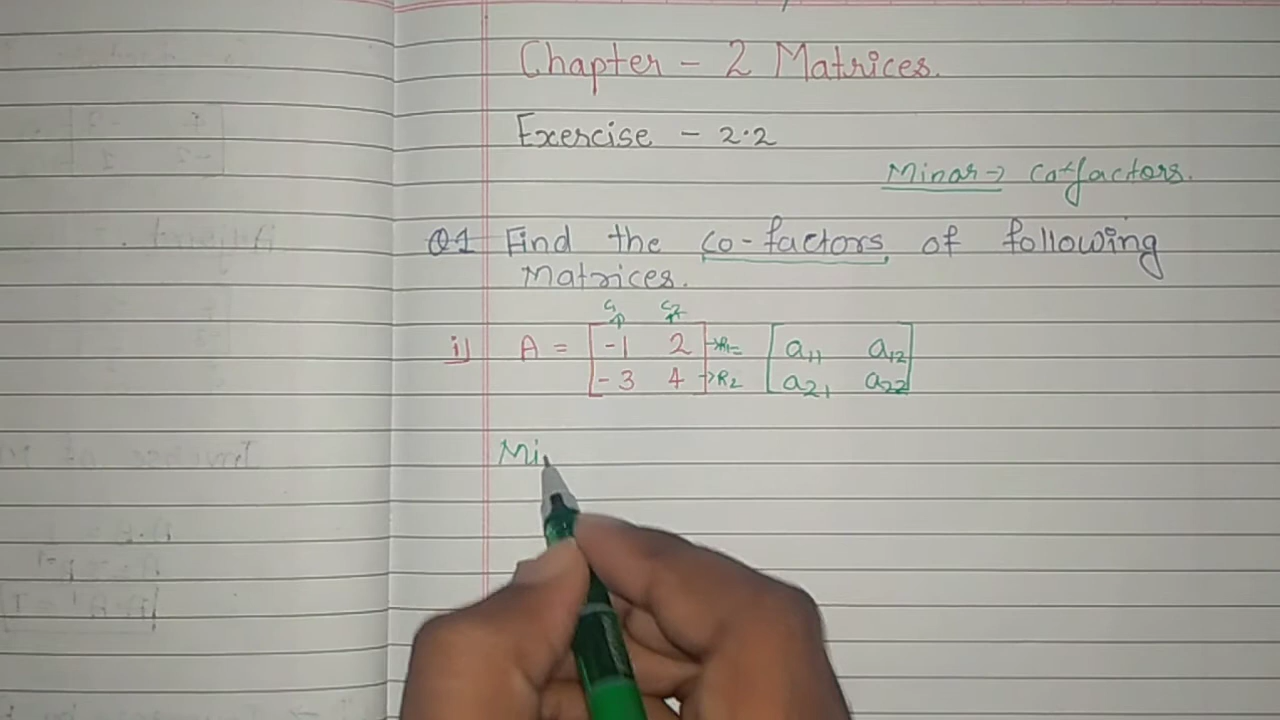 Chapter - 2 Matrices.
Exercise - 2.2
Minor → Co-factors.
Q1 Find the Co-factors of following
Matrices.
C1 C2
i) A = [ -1 2 ] → R1 = [ a11 a12 ]
[ -3 4 ] → R2 [ a21 a22 ]
Mi